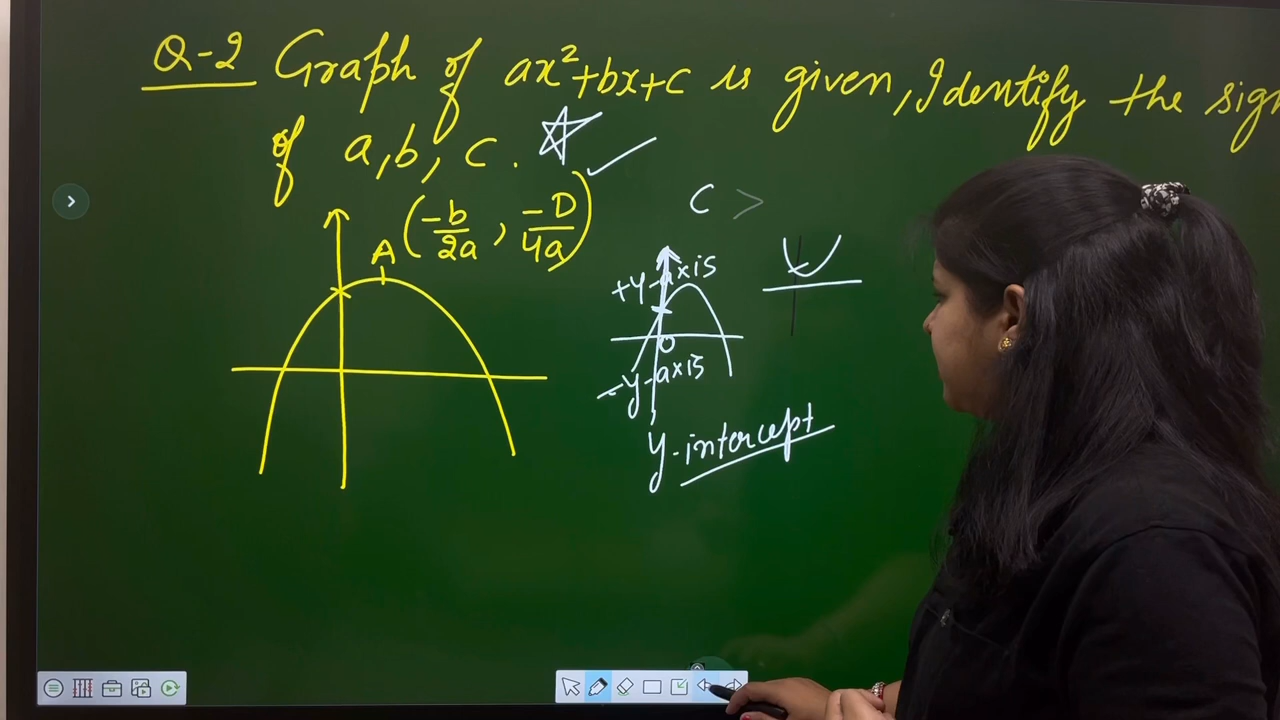 Q-2 Graph of ax²+bx+c is given, Identify the sign
of a, b, c.
A (-b/2a, -D/4a)
c >
+y-axis
O
-y-axis
y-intercept